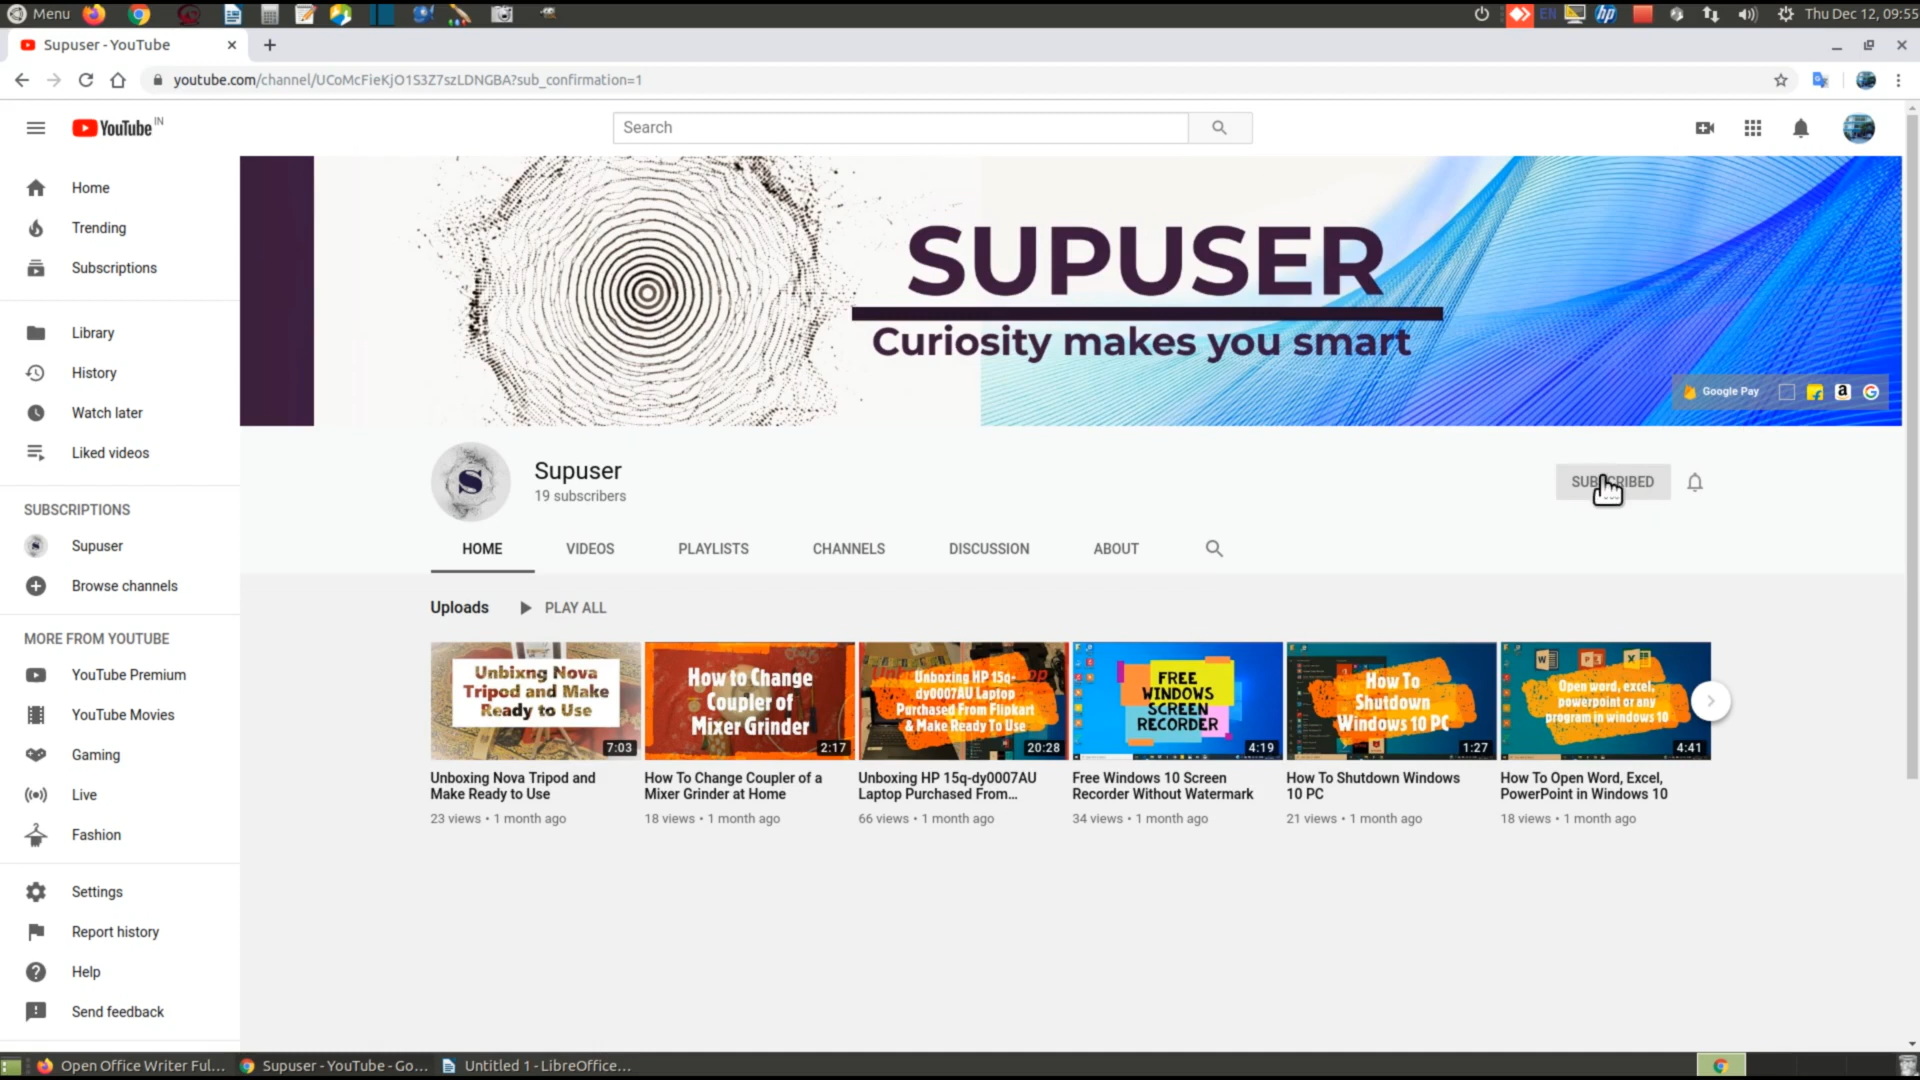 Menu
EN
hp
Thu Dec 12, 09:55
Supuser - YouTube
youtube.com/channel/UCoMcFieKjO1S3Z7szLDNGBA?sub_confirmation=1
YouTube IN
Search
Home
Trending
Subscriptions
Library
History
Watch later
Liked videos
SUBSCRIPTIONS
Supuser
Browse channels
MORE FROM YOUTUBE
YouTube Premium
YouTube Movies
Gaming
Live
Fashion
Settings
Report history
Help
Send feedback
SUPUSER
Curiosity makes you smart
Google Pay
S
Supuser
19 subscribers
SUBSCRIBED
HOME
VIDEOS
PLAYLISTS
CHANNELS
DISCUSSION
ABOUT
Uploads
PLAY ALL
Unbixng Nova
Tripod and Make
Ready to Use
7:03
Unboxing Nova Tripod and
Make Ready to Use
23 views • 1 month ago
How to Change
Coupler of
Mixer Grinder
2:17
How To Change Coupler of a
Mixer Grinder at Home
18 views • 1 month ago
Unboxing HP 15q-
dy0007AU Laptop
Purchased From Flipkart
& Make Ready To Use
20:28
Unboxing HP 15q-dy0007AU
Laptop Purchased From...
66 views • 1 month ago
FREE
WINDOWS
SCREEN
RECORDER
4:19
Free Windows 10 Screen
Recorder Without Watermark
34 views • 1 month ago
How To
Shutdown
Windows 10 PC
1:27
How To Shutdown Windows
10 PC
21 views • 1 month ago
Open word, excel,
powerpoint or any
program in windows 10
4:41
How To Open Word, Excel,
PowerPoint in Windows 10
18 views • 1 month ago
Open Office Writer Ful...
Supuser - YouTube - Go...
Untitled 1 - LibreOffice...